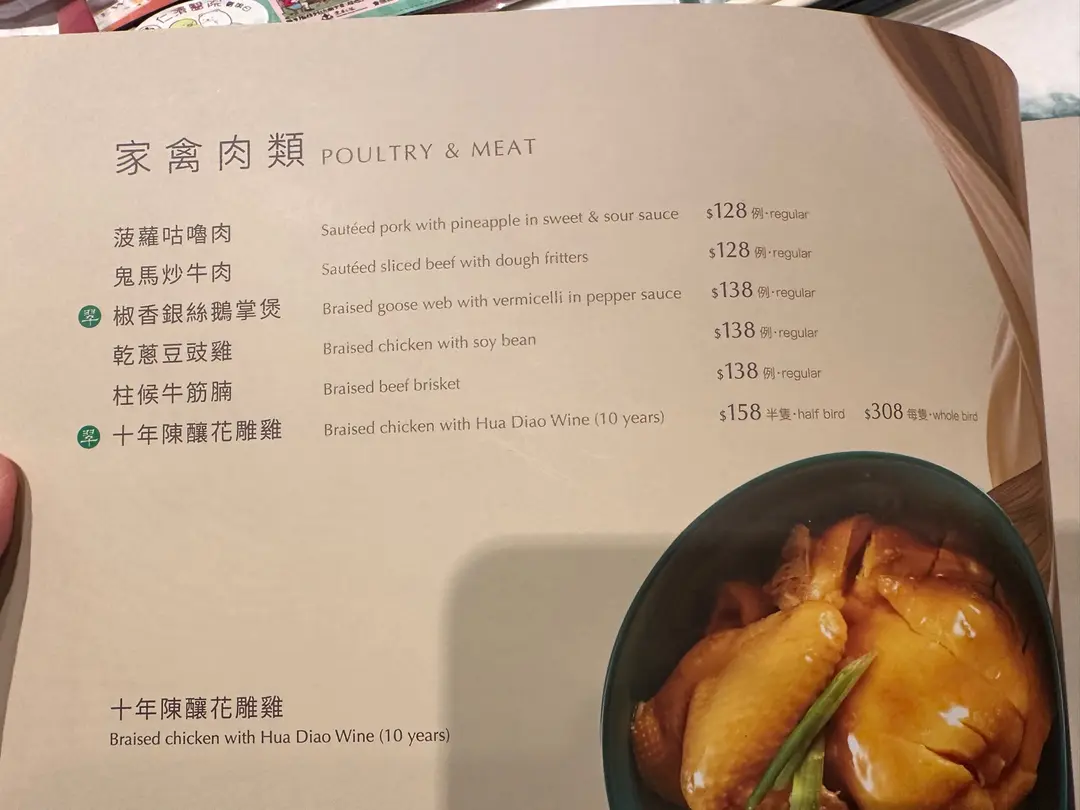 仁濟醫院
家禽肉類 POULTRY & MEAT
菠蘿咕嚕肉 Sautéed pork with pineapple in sweet & sour sauce $128 例·regular
鬼馬炒牛肉 Sautéed sliced beef with dough fritters $128 例·regular
翠 椒香銀絲鵝掌煲 Braised goose web with vermicelli in pepper sauce $138 例·regular
乾蔥豆豉雞 Braised chicken with soy bean $138 例·regular
柱候牛筋腩 Braised beef brisket $138 例·regular
翠 十年陳釀花雕雞 Braised chicken with Hua Diao Wine (10 years) $158 半隻·half bird $308 每隻·whole bird
十年陳釀花雕雞
Braised chicken with Hua Diao Wine (10 years)